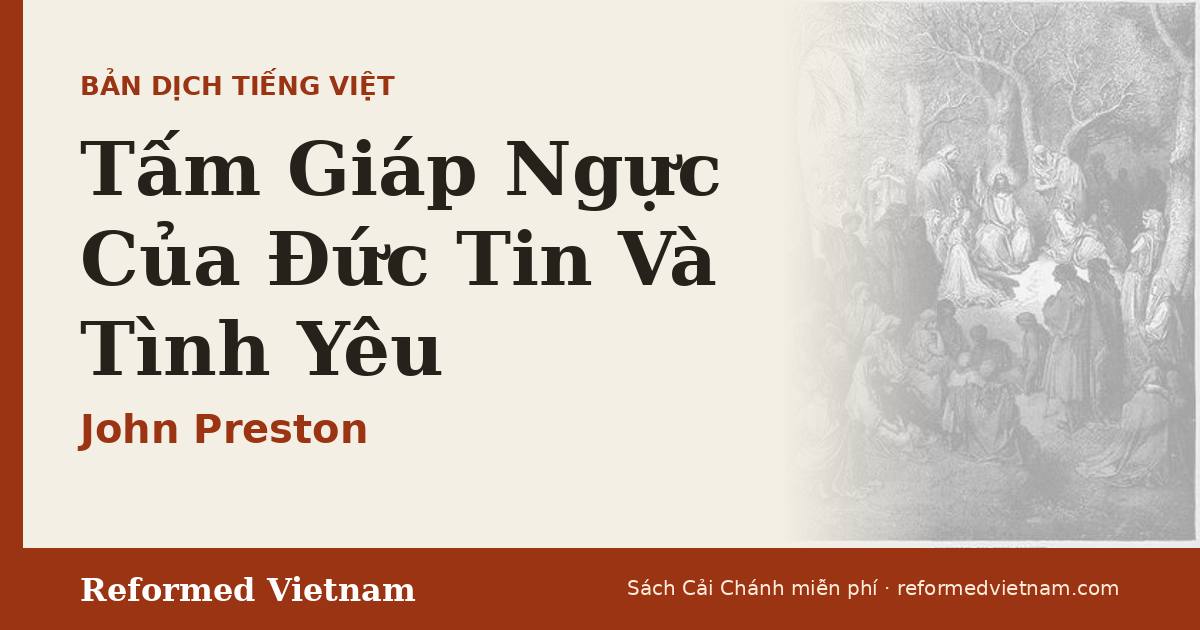 BẢN DỊCH TIẾNG VIỆT
Tấm Giáp Ngực
Của Đức Tin Và
Tình Yêu
John Preston
Reformed Vietnam
Sách Cải Chánh miễn phí · reformedvietnam.com